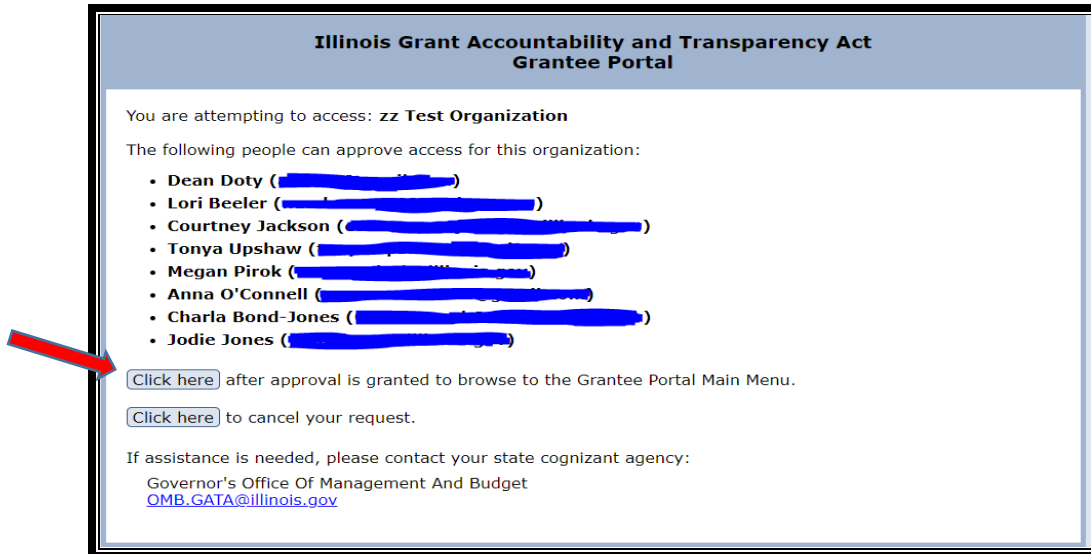 Illinois Grant Accountability and Transparency Act
Grantee Portal
You are attempting to access: zz Test Organization
The following people can approve access for this organization:
• Dean Doty ( )
• Lori Beeler ( )
• Courtney Jackson ( )
• Tonya Upshaw ( )
• Megan Pirok ( )
• Anna O'Connell ( )
• Charla Bond-Jones ( )
• Jodie Jones ( )
Click here after approval is granted to browse to the Grantee Portal Main Menu.
Click here to cancel your request.
If assistance is needed, please contact your state cognizant agency:
Governor's Office Of Management And Budget
OMB.GATA@illinois.gov